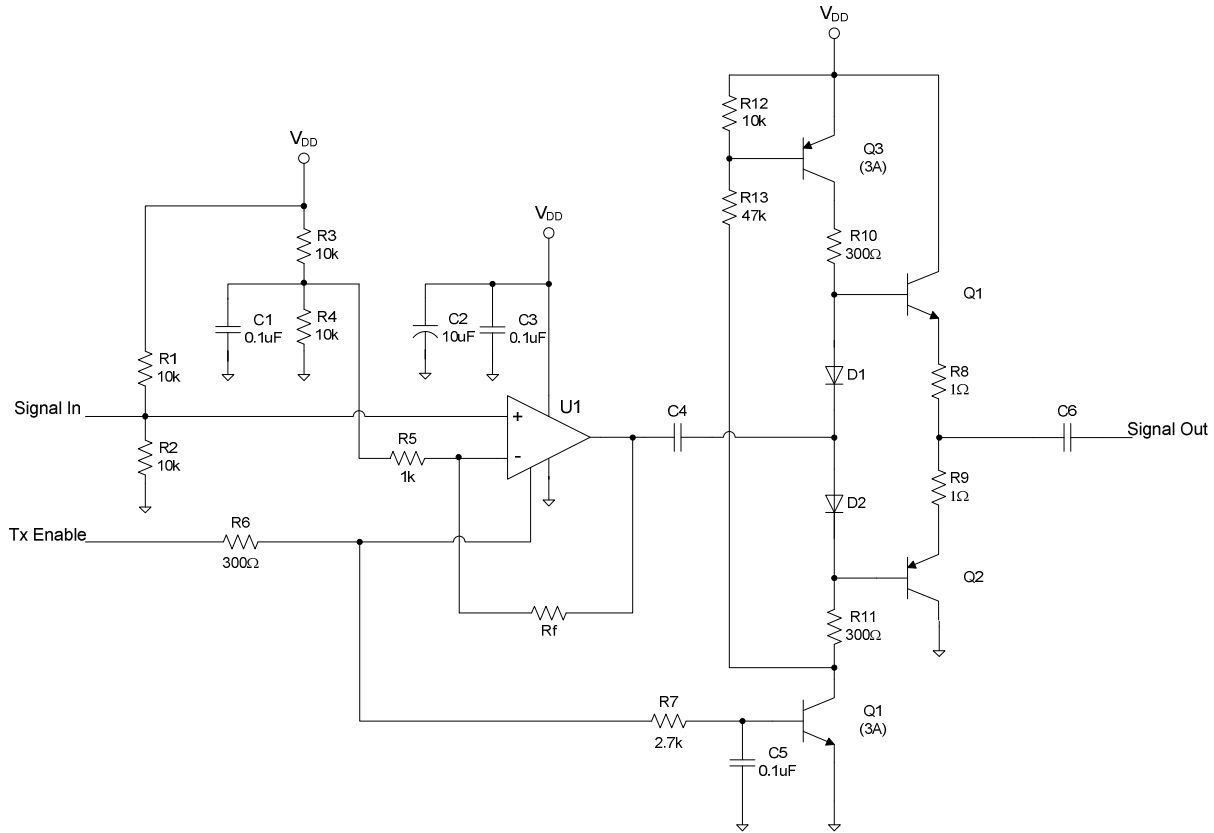 VDD
R12
10k
Q3
(3A)
VDD
R13
47k
VDD
R3
10k
R10
300Ω
Q1
C1
0.1uF
R4
10k
C2
10uF
C3
0.1uF
R1
10k
D1
R8
1Ω
Signal In
+
U1
C4
C6
Signal Out
R2
10k
R5
1k
-
R9
1Ω
D2
Tx Enable
R6
300Ω
Q2
Rf
R11
300Ω
R7
2.7k
Q1
(3A)
C5
0.1uF